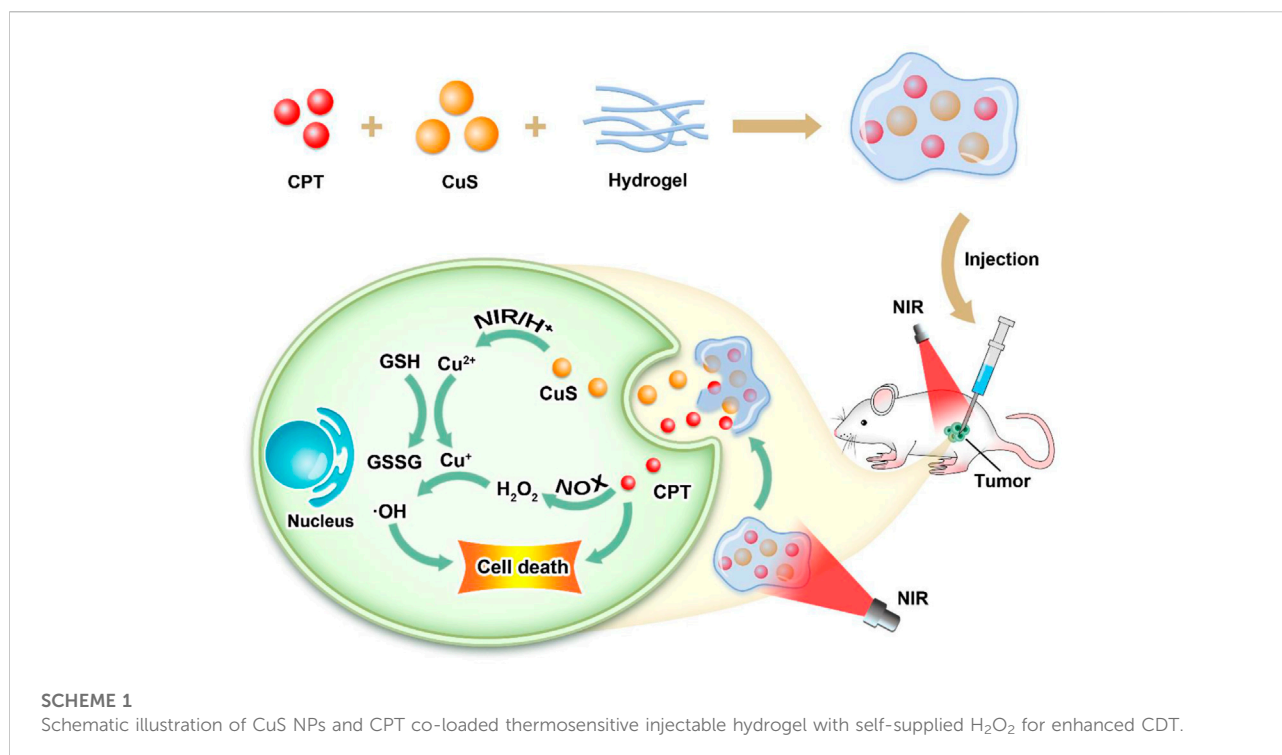 CPT + CuS + Hydrogel
Injection
NIR
Tumor
NIR/H⁺
GSH Cu²⁺
CuS
GSSG Cu⁺
H₂O₂ NOX CPT
Nucleus
·OH
Cell death
NIR
SCHEME 1
Schematic illustration of CuS NPs and CPT co-loaded thermosensitive injectable hydrogel with self-supplied H₂O₂ for enhanced CDT.